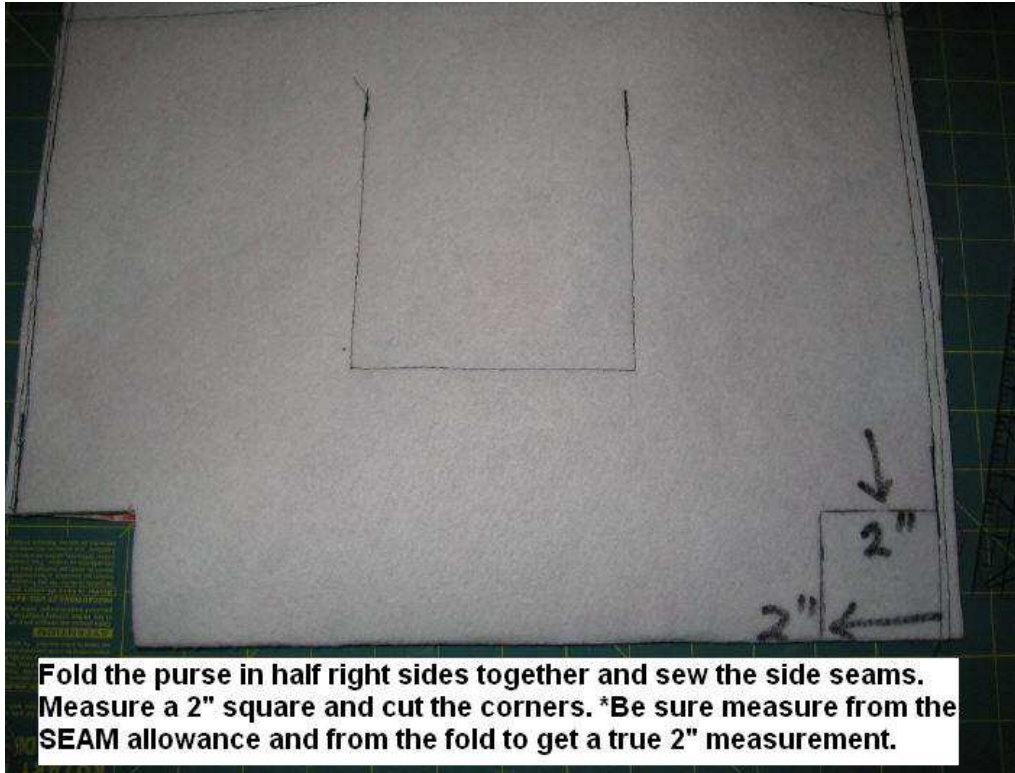 2"
2"
ATTENTION
Fold the purse in half right sides together and sew the side seams.
Measure a 2" square and cut the corners. *Be sure measure from the
SEAM allowance and from the fold to get a true 2" measurement.